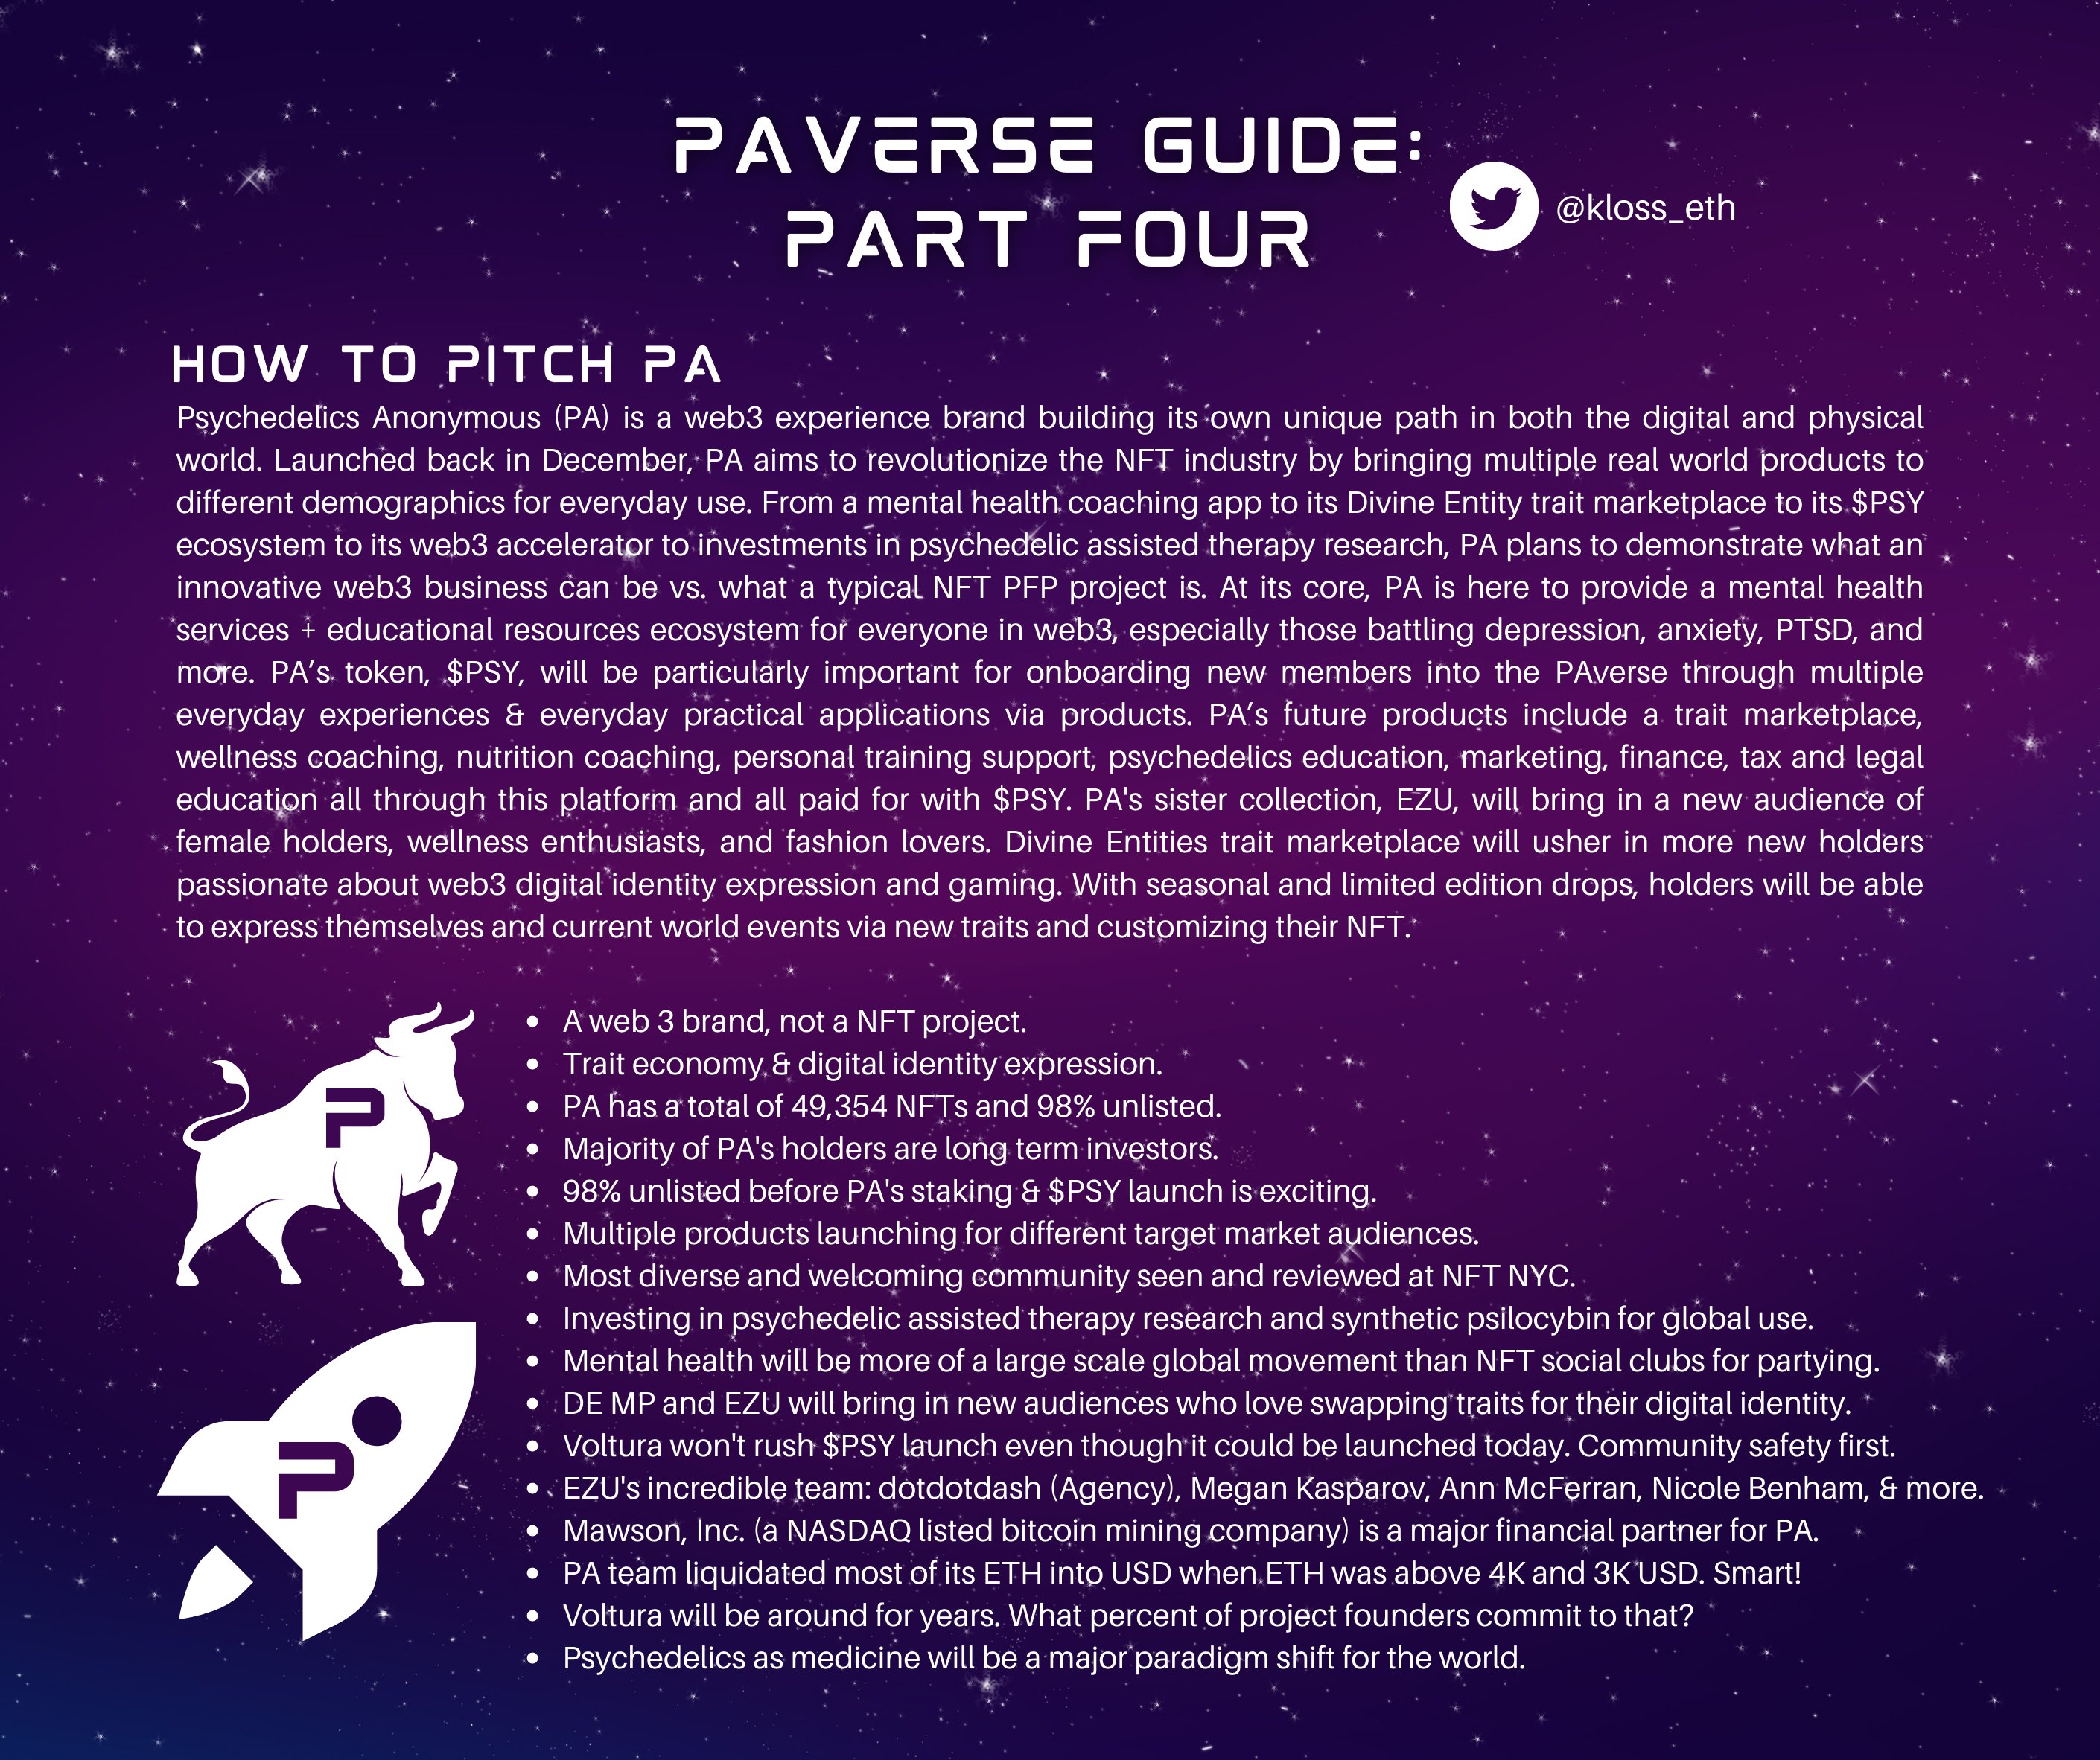 PAVERSE GUIDE:
PART FOUR
@kloss_eth
HOW TO PITCH PA
Psychedelics Anonymous (PA) is a web3 experience brand building its own unique path in both the digital and physical
world. Launched back in December, PA aims to revolutionize the NFT industry by bringing multiple real world products to
different demographics for everyday use. From a mental health coaching app to its Divine Entity trait marketplace to its $PSY
ecosystem to its web3 accelerator to investments in psychedelic assisted therapy research, PA plans to demonstrate what an
innovative web3 business can be vs. what a typical NFT PFP project is. At its core, PA is here to provide a mental health
services + educational resources ecosystem for everyone in web3, especially those battling depression, anxiety, PTSD, and
more. PA’s token, $PSY, will be particularly important for onboarding new members into the PAverse through multiple
everyday experiences & everyday practical applications via products. PA’s future products include a trait marketplace,
wellness coaching, nutrition coaching, personal training support, psychedelics education, marketing, finance, tax and legal
education all through this platform and all paid for with $PSY. PA's sister collection, EZU, will bring in a new audience of
female holders, wellness enthusiasts, and fashion lovers. Divine Entities trait marketplace will usher in more new holders
passionate about web3 digital identity expression and gaming. With seasonal and limited edition drops, holders will be able
to express themselves and current world events via new traits and customizing their NFT.
• A web 3 brand, not a NFT project.
• Trait economy & digital identity expression.
• PA has a total of 49,354 NFTs and 98% unlisted.
• Majority of PA's holders are long term investors.
• 98% unlisted before PA's staking & $PSY launch is exciting.
• Multiple products launching for different target market audiences.
• Most diverse and welcoming community seen and reviewed at NFT NYC.
• Investing in psychedelic assisted therapy research and synthetic psilocybin for global use.
• Mental health will be more of a large scale global movement than NFT social clubs for partying.
• DE MP and EZU will bring in new audiences who love swapping traits for their digital identity.
• Voltura won't rush $PSY launch even though it could be launched today. Community safety first.
• EZU's incredible team: dotdotdash (Agency), Megan Kasparov, Ann McFerran, Nicole Benham, & more.
• Mawson, Inc. (a NASDAQ listed bitcoin mining company) is a major financial partner for PA.
• PA team liquidated most of its ETH into USD when ETH was above 4K and 3K USD. Smart!
• Voltura will be around for years. What percent of project founders commit to that?
• Psychedelics as medicine will be a major paradigm shift for the world.
P
P